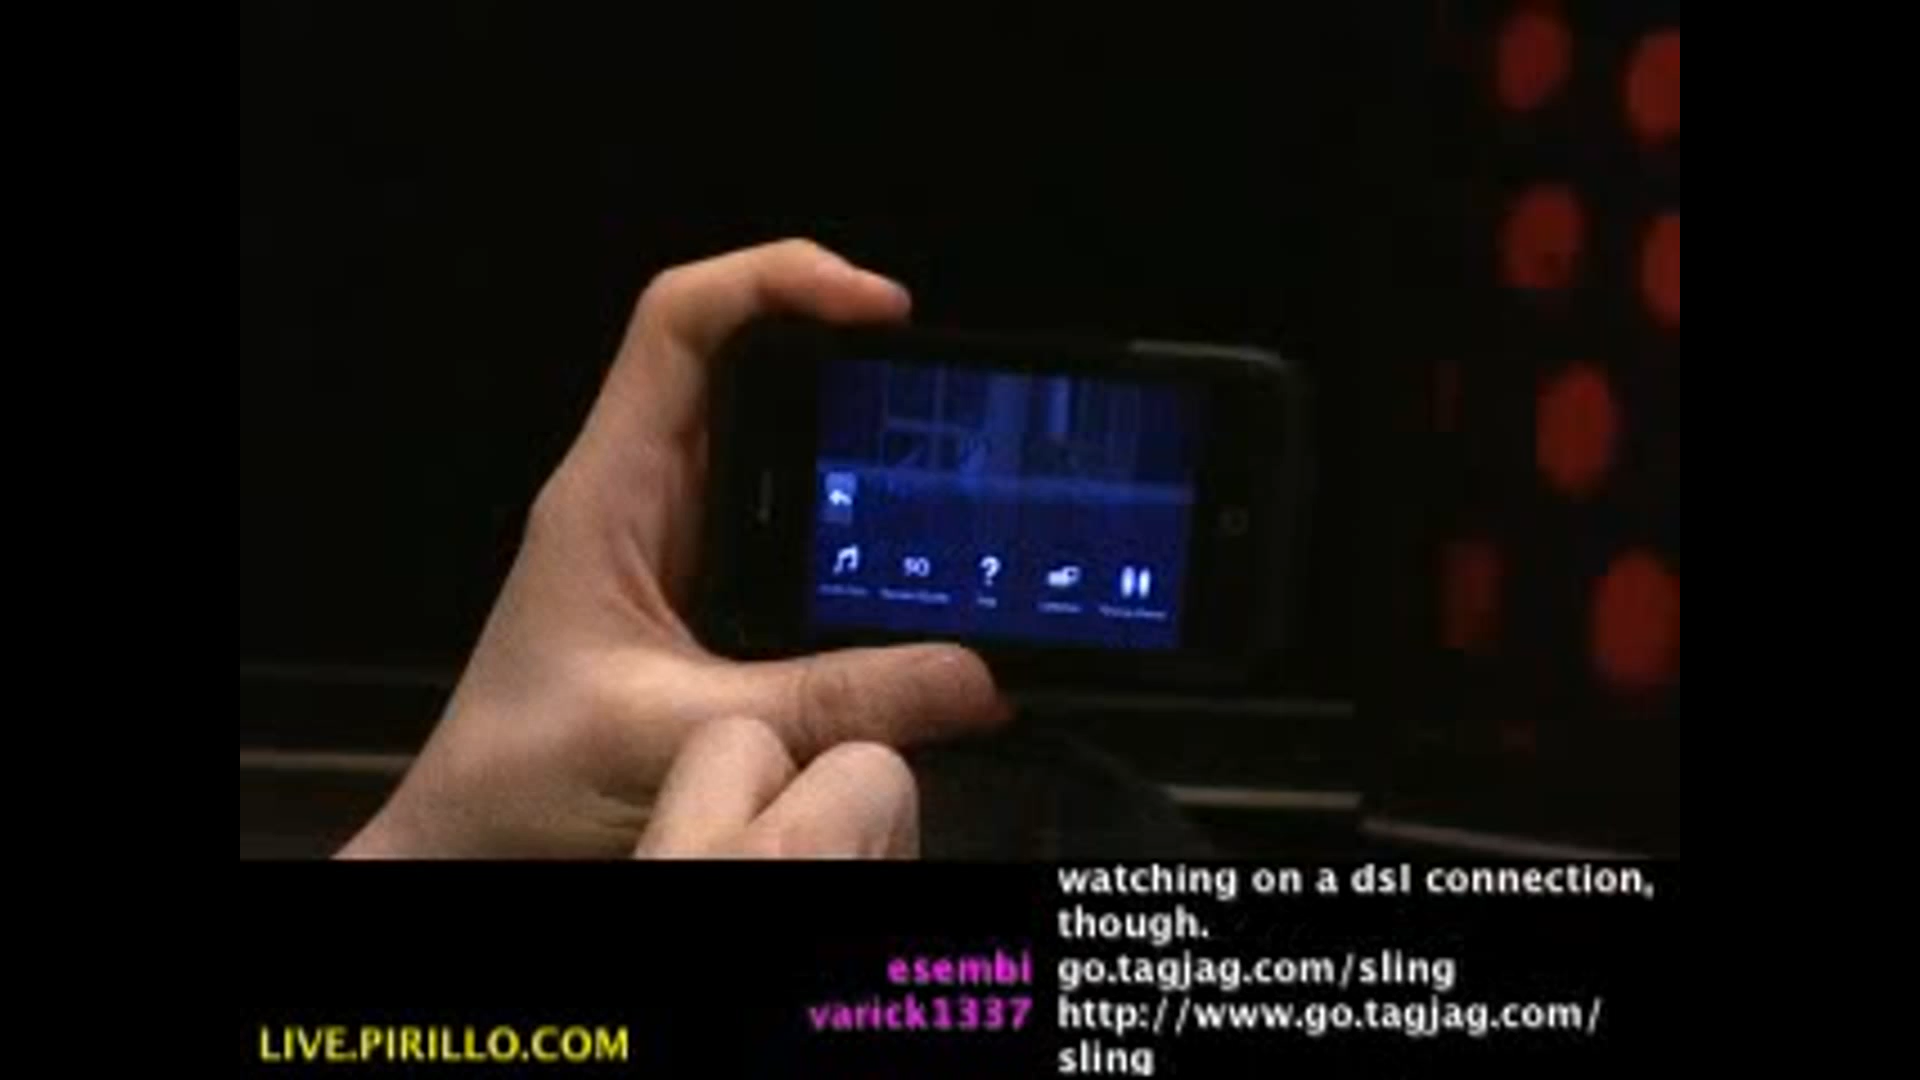 SQ
?
watching on a dsl connection,
though.
esembi go.tagjag.com/sling
varick1337 http://www.go.tagjag.com/
sling
LIVE.PIRILLO.COM